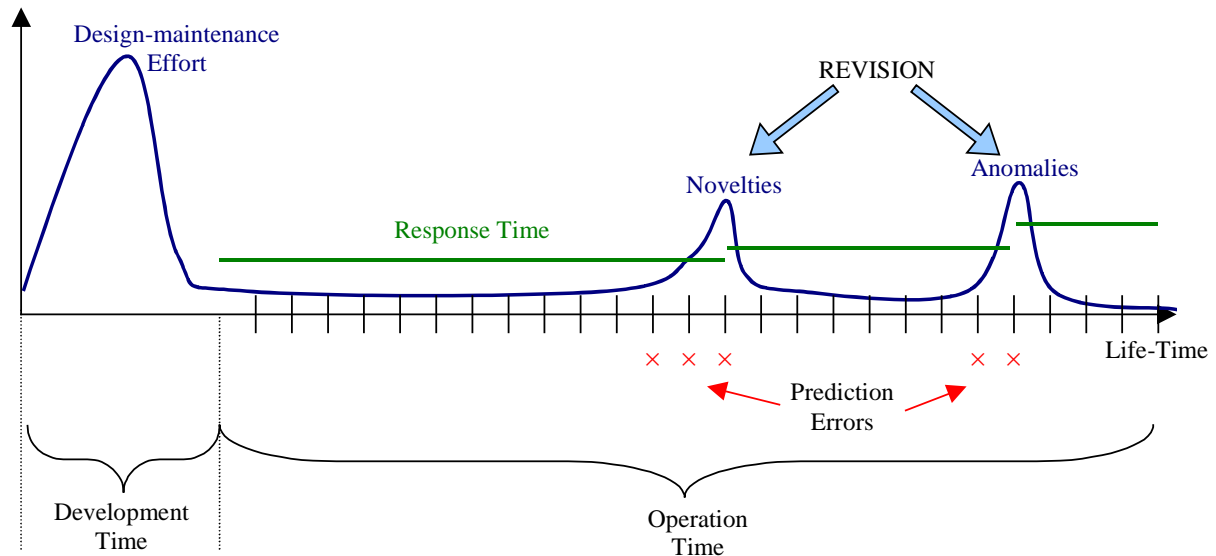 Design-maintenance
Effort
REVISION
Novelties
Anomalies
Response Time
Life-Time
Prediction
Errors
Development
Time
Operation
Time